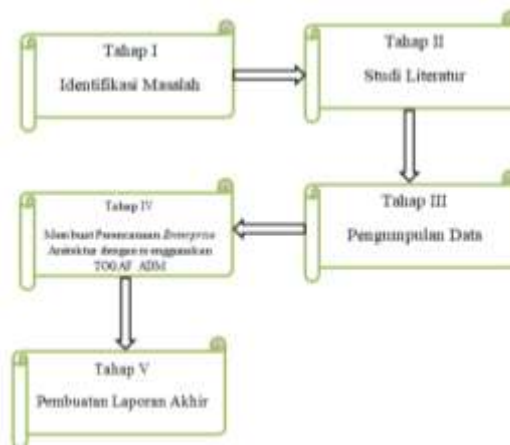 Tahap I
Identifikasi Masalah
Tahap II
Studi Literatur
Tahap III
Pengumpulan Data
Tahap IV
Membuat Perencanaan Enterprise
Arsitektur dengan menggunakan
TOGAF ADM
Tahap V
Pembuatan Laporan Akhir